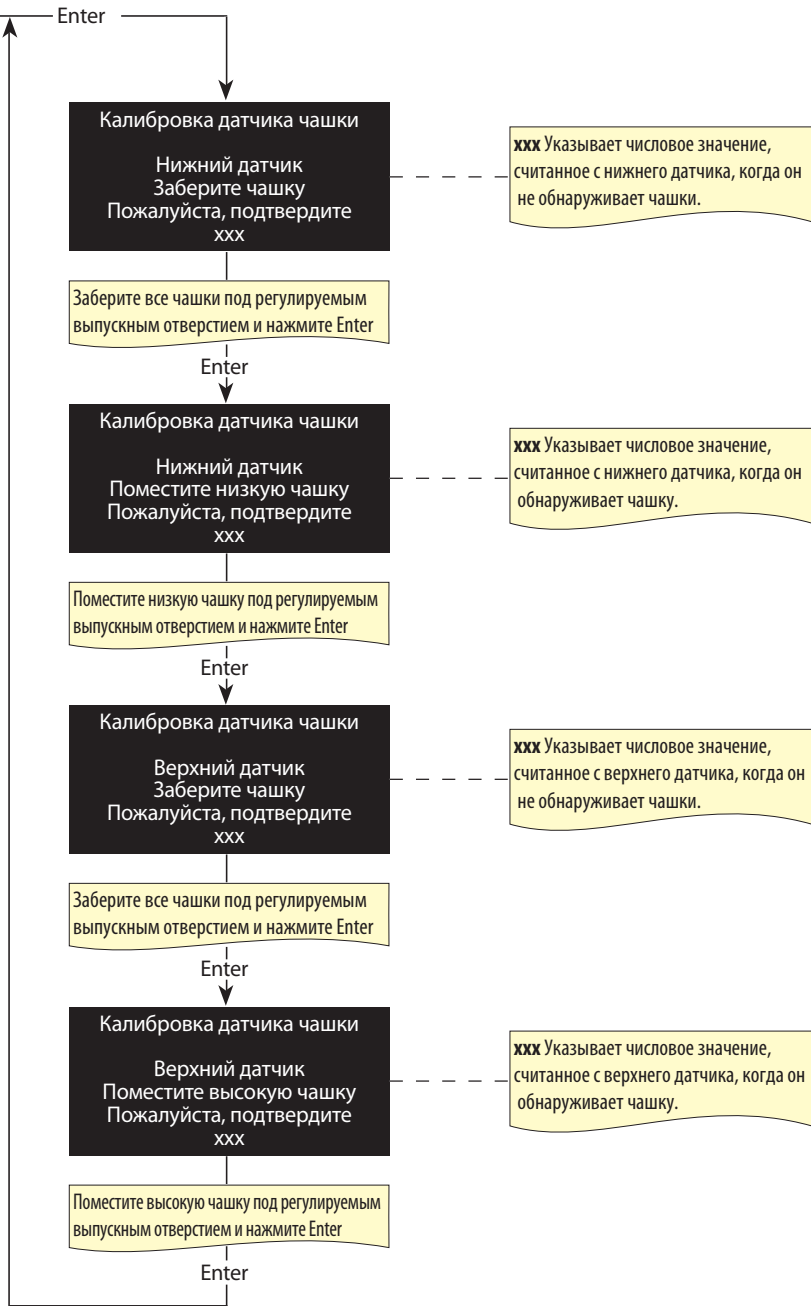 Enter
Калибровка датчика чашки
Нижний датчик
Заберите чашку
Пожалуйста, подтвердите
xxx
xxx Указывает числовое значение,
считанное с нижнего датчика, когда он
не обнаруживает чашки.
Заберите все чашки под регулируемым
выпускным отверстием и нажмите Enter
Enter
Калибровка датчика чашки
Нижний датчик
Поместите низкую чашку
Пожалуйста, подтвердите
xxx
xxx Указывает числовое значение,
считанное с нижнего датчика, когда он
обнаруживает чашку.
Поместите низкую чашку под регулируемым
выпускным отверстием и нажмите Enter
Enter
Калибровка датчика чашки
Верхний датчик
Заберите чашку
Пожалуйста, подтвердите
xxx
xxx Указывает числовое значение,
считанное с верхнего датчика, когда он
не обнаруживает чашки.
Заберите все чашки под регулируемым
выпускным отверстием и нажмите Enter
Enter
Калибровка датчика чашки
Верхний датчик
Поместите высокую чашку
Пожалуйста, подтвердите
xxx
xxx Указывает числовое значение,
считанное с верхнего датчика, когда он
обнаруживает чашку.
Поместите высокую чашку под регулируемым
выпускным отверстием и нажмите Enter
Enter